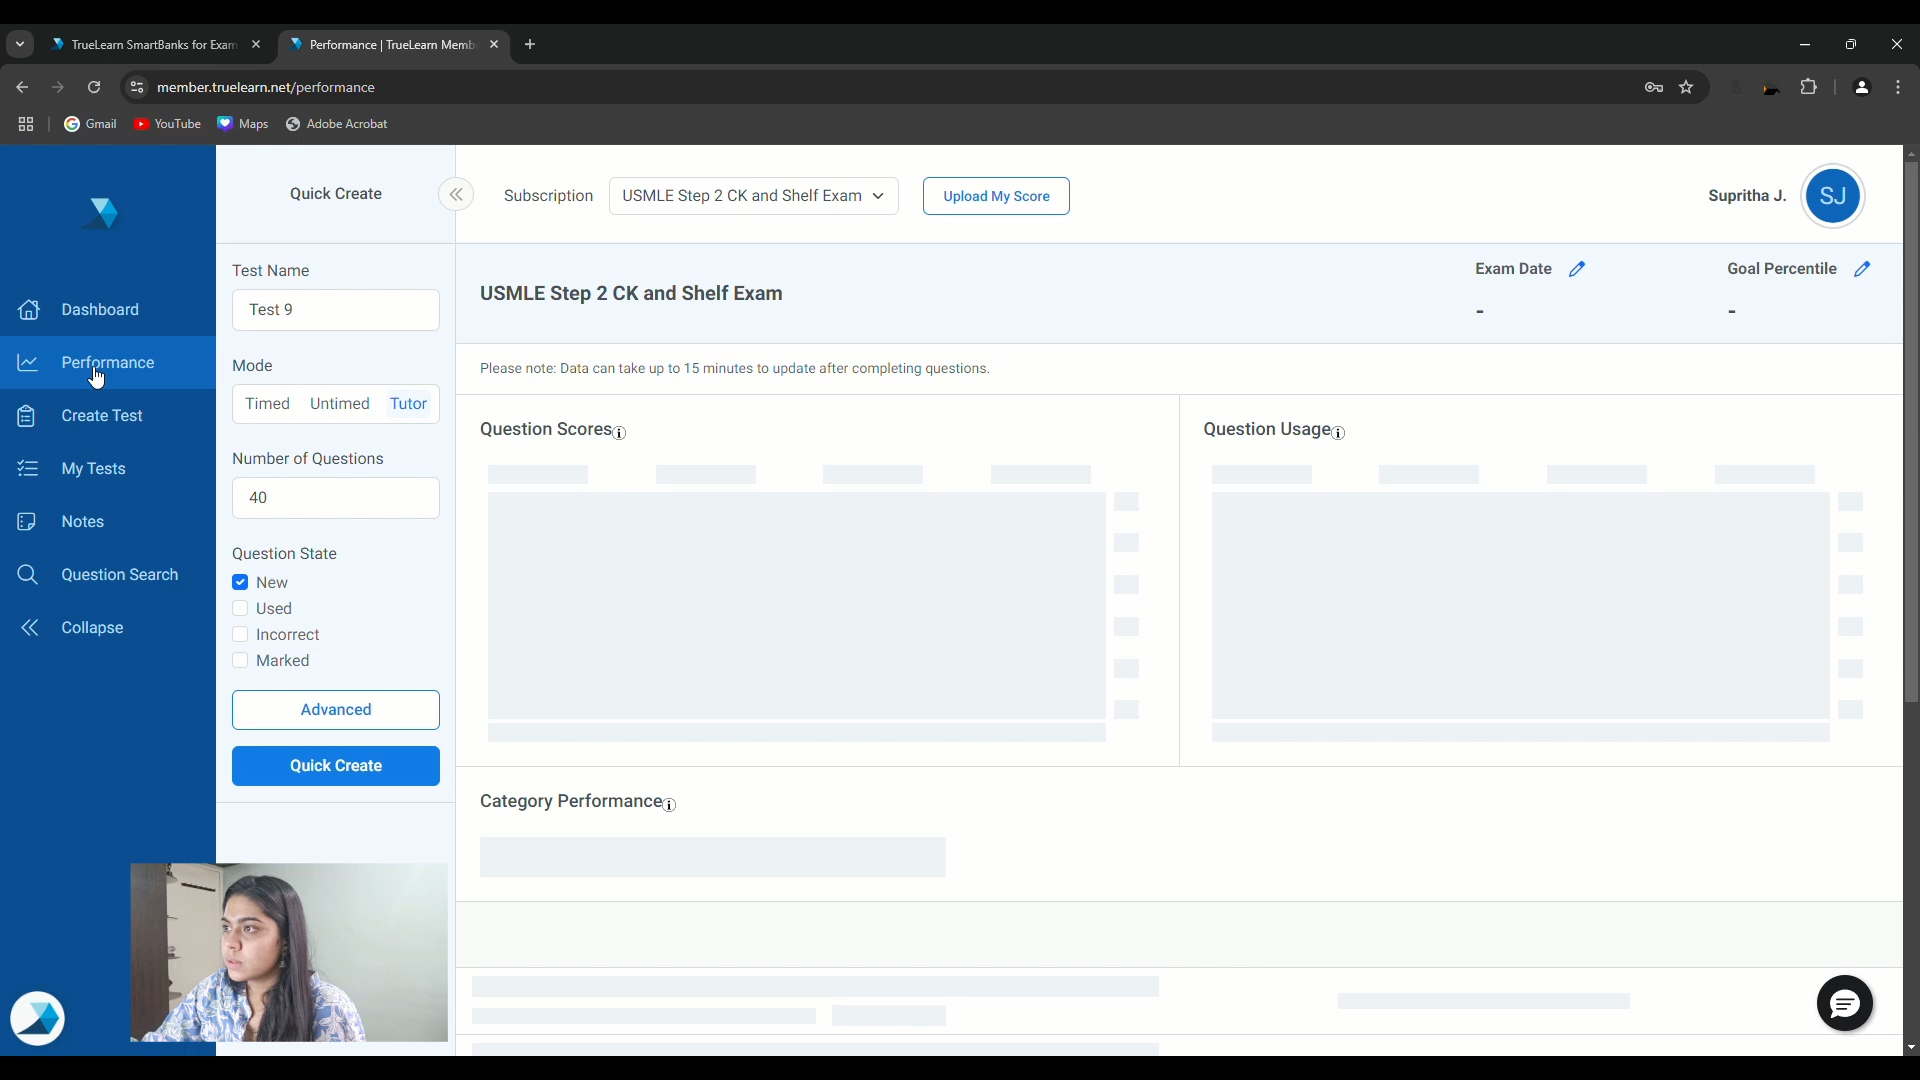 TrueLearn SmartBanks for Exam
Performance | TrueLearn Memb
member.truelearn.net/performance
Gmail
YouTube
Maps
Adobe Acrobat
Quick Create
Subscription
USMLE Step 2 CK and Shelf Exam
Upload My Score
Supritha J.
SJ
Dashboard
Performance
Create Test
My Tests
Notes
Question Search
Collapse
Test Name
Test 9
Mode
Timed Untimed Tutor
Number of Questions
40
Question State
New
Used
Incorrect
Marked
Advanced
Quick Create
USMLE Step 2 CK and Shelf Exam
Exam Date
-
Goal Percentile
-
Please note: Data can take up to 15 minutes to update after completing questions.
Question Scores
Question Usage
Category Performance